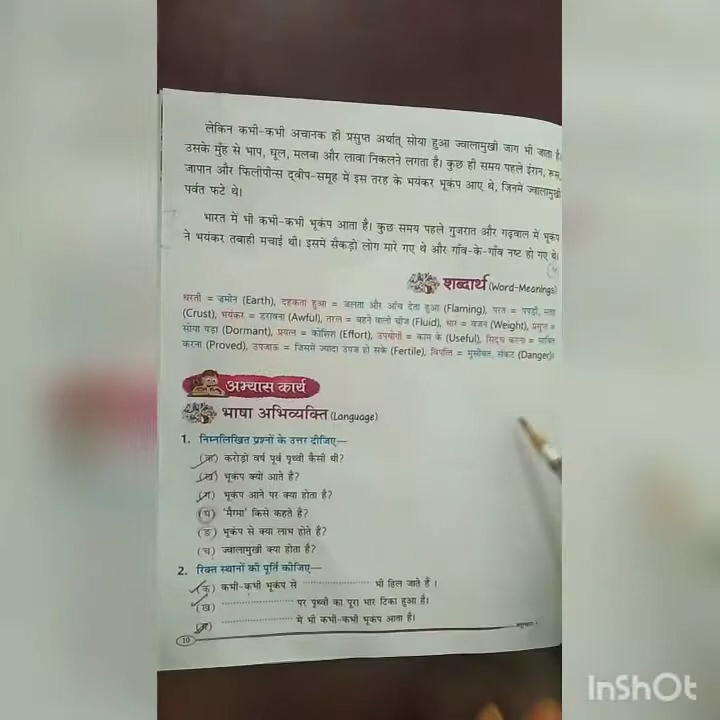 लेकिन कभी-कभी अचानक ही प्रसुप्त अर्थात् सोया हुआ ज्वालामुखी जाग भी जाता है।
उसके मुँह से भाप, धूल, मलबा और लावा निकलने लगता है। कुछ ही समय पहले ईरान, रूस,
जापान और फिलीपीन्स द्वीप-समूह में इस तरह के भयंकर भूकंप आए थे, जिनमें ज्वालामुखी
पर्वत फटे थे।
भारत में भी कभी-कभी भूकंप आता है। कुछ समय पहले गुजरात और गढ़वाल में भूकंप
ने भयंकर तबाही मचाई थी। इसमें सैकड़ों लोग मारे गए थे और गाँव-के-गाँव नष्ट हो गए थे।
शब्दार्थ (Word-Meanings)
धरती = ज़मीन (Earth), दहकता हुआ = जलता और आँच देता हुआ (Flaming), परत = पपड़ी, सतह
(Crust), भयंकर = डरावना (Awful), तरल = बहने वाली चीज (Fluid), भार = वजन (Weight), प्रसुप्त =
सोया पड़ा (Dormant), प्रयत्न = कोशिश (Effort), उपयोगी = काम के (Useful), सिद्ध करना = साबित
करना (Proved), उपजाऊ = जिसमें ज्यादा उपज हो सके (Fertile), विपत्ति = मुसीबत, संकट (Danger)।
अभ्यास कार्य
भाषा अभिव्यक्ति (Language)
1. निम्नलिखित प्रश्नों के उत्तर दीजिए—
(क) करोड़ों वर्ष पूर्व पृथ्वी कैसी थी?
(ख) भूकंप क्यों आते हैं?
(ग) भूकंप आने पर क्या होता है?
(घ) 'मैग्मा' किसे कहते हैं?
(ङ) भूकंप से क्या लाभ होते हैं?
(च) ज्वालामुखी क्या होता है?
2. रिक्त स्थानों की पूर्ति कीजिए—
(क) कभी-कभी भूकंप से ..................... भी हिल जाते हैं।
(ख) ..................... पर पृथ्वी का पूरा भार टिका हुआ है।
(ग) ..................... में भी कभी-कभी भूकंप आता है।
10
InShOt